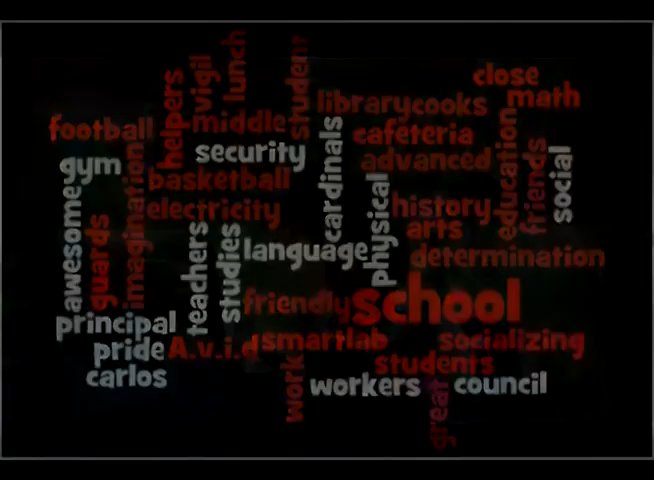 lunch
vigil
helpers
student
close
math
library
cooks
football
middle
cardinals
cafeteria
education
security
advanced
friends
social
gym
imagination
basketball
physical
awesome
guards
electricity
history
arts
teachers
studies
language
determination
friendly
school
principal
pride
A.v.i.d
smartlab
socializing
students
carlos
work
workers
great
council